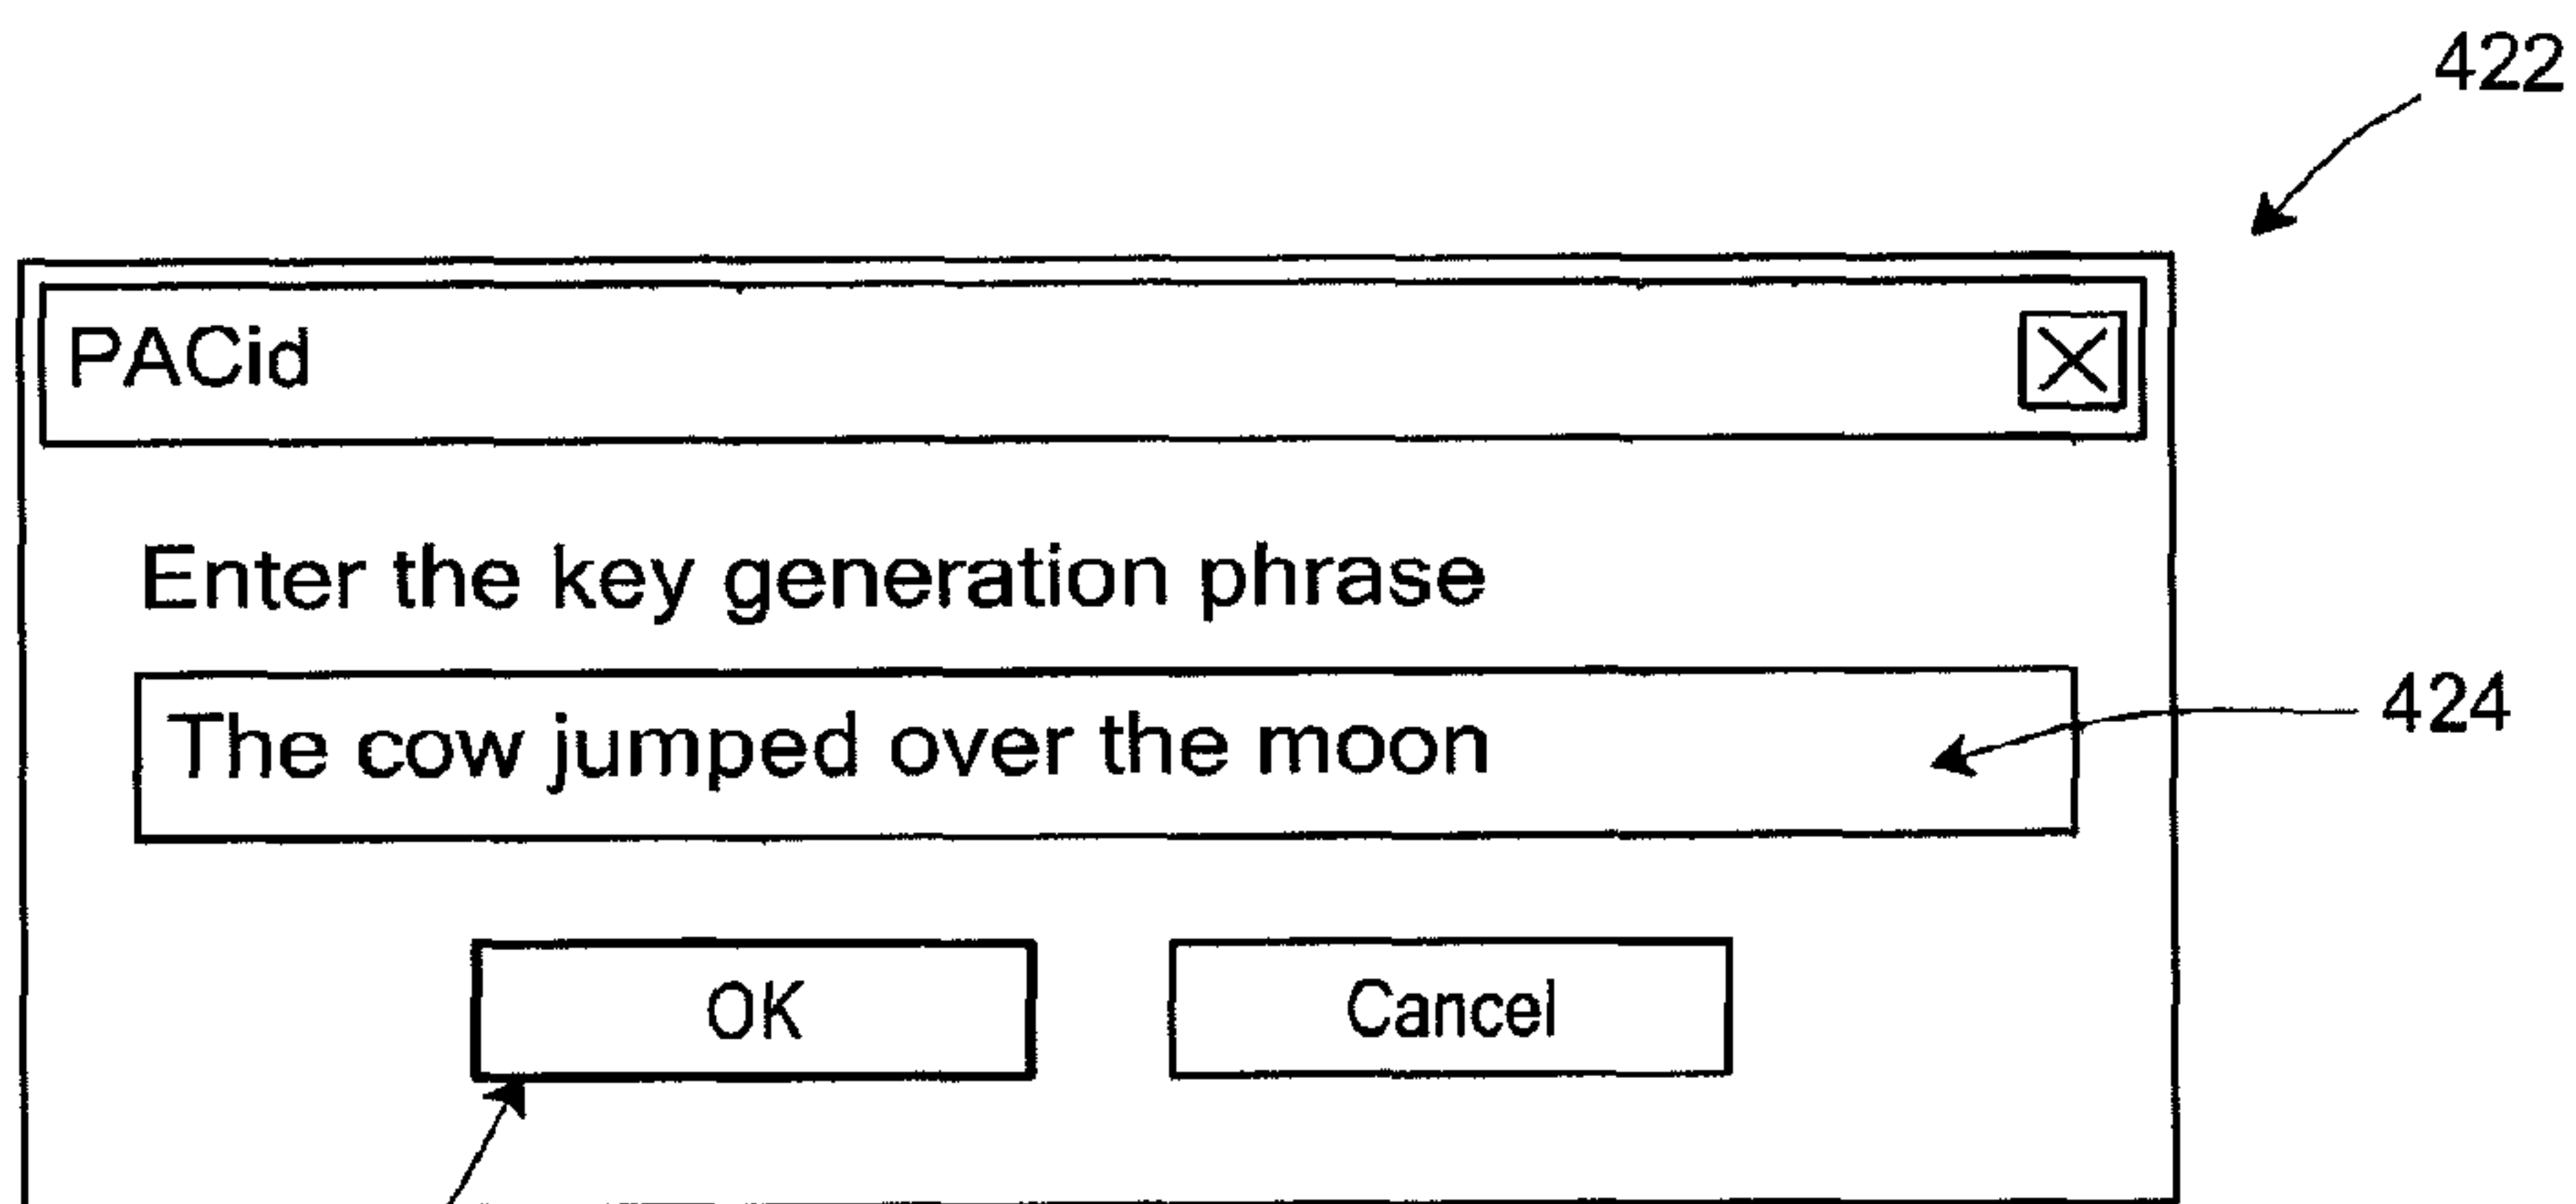 422
PACid
Enter the key generation phrase
The cow jumped over the moon
424
OK
Cancel